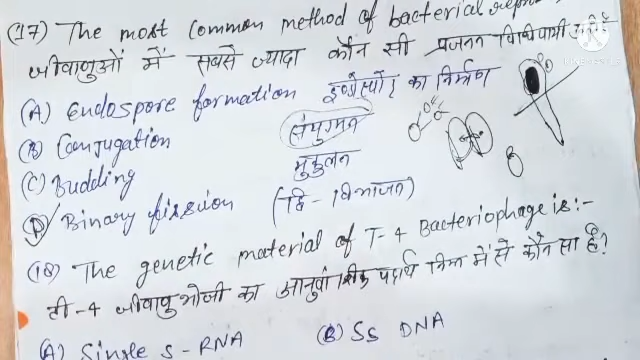 (17) The most common method of bacterial
जीवाणुओं में सबसे ज्यादा कौन सी प्रजनन विधि पायी जाती है
(A) Endospore formation इण्डोस्पोर का निर्माण
(B) Conjugation संयुग्मन
(C) Budding मुकुलन
(D) Binary fission (द्वि-विभाजन)
(18) The genetic material of T-4 Bacteriophage is:-
टी-4 जीवाणुभोजी का आनुवांशिक पदार्थ निम्न में से कौन सा है?
(A) Single S-RNA (B) SS DNA